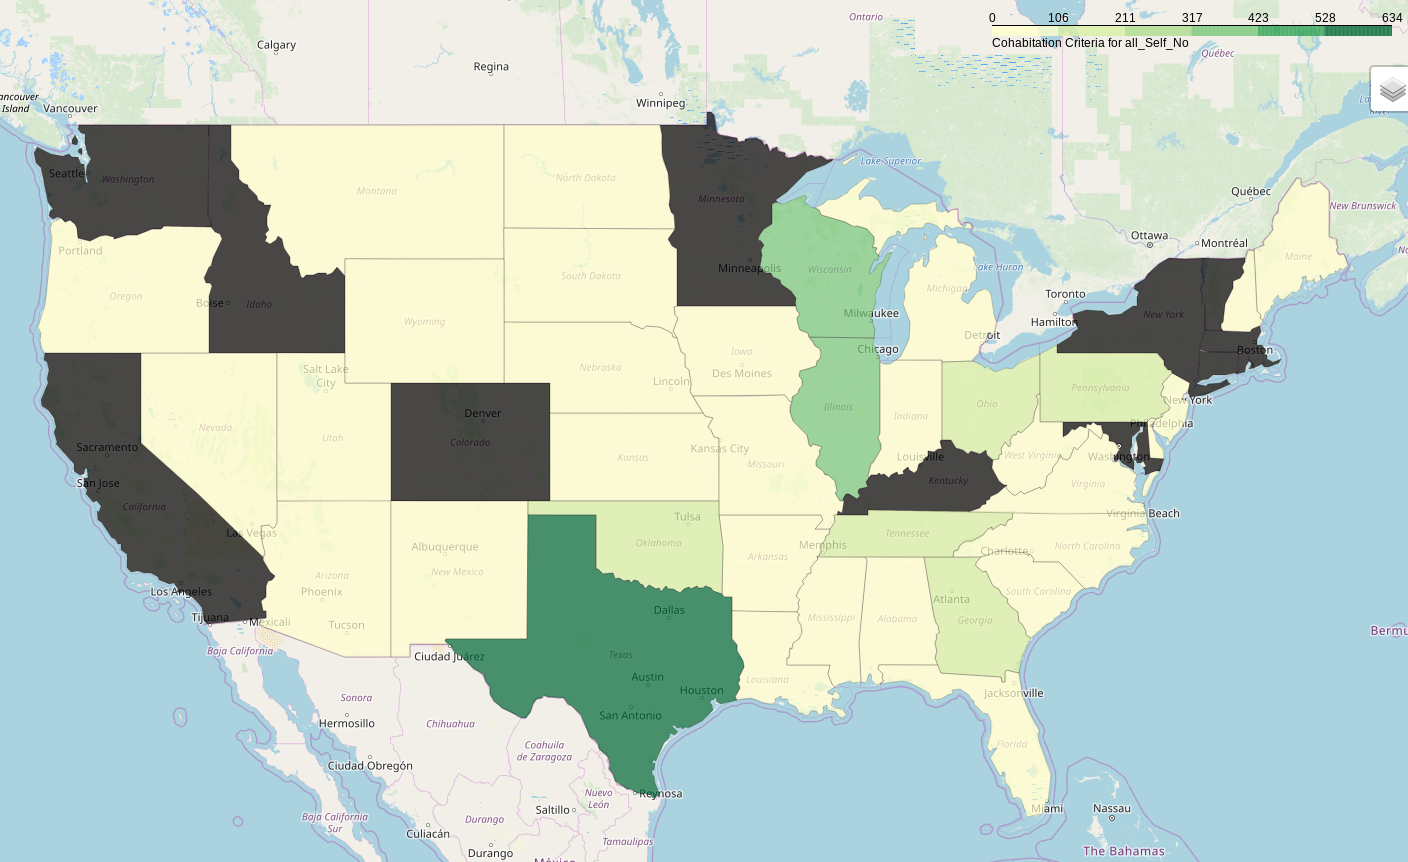 0 106 211 317 423 528 634
Cohabitation Criteria for all_Self_No
Ontario
Calgary
Québec
Regina
ancouver
Island
Vancouver
Winnipeg
Lake Superior
Seattle
Washington
Montana
North Dakota
Minnesota
Québec
New Brunswick
Portland
Ottawa
Montréal
Maine
Minneapolis
Wisconsin
Lake Huron
South Dakota
Oregon
Boise
Idaho
Michigan
Toronto
Wyoming
Milwaukee
Hamilton
New York
Detroit
Chicago
Boston
Iowa
Des Moines
Salt Lake
City
Nebraska
Lincoln
Pennsylvania
New York
Ohio
Illinois
Indiana
Denver
Colorado
Nevada
Utah
Sacramento
Philadelphia
Kansas City
Kansas
Missouri
Louisville
West Virginia
Washington
San Jose
Kentucky
Virginia
California
Virginia Beach
Las Vegas
Tulsa
Oklahoma
Memphis
Tennessee
Charlotte
North Carolina
Albuquerque
New Mexico
Arkansas
Arizona
Phoenix
Los Angeles
South Carolina
Atlanta
Georgia
Dallas
Mississippi
Alabama
Tijuana
Mexicali
Tucson
Bermu
Baja California
Ciudad Juárez
Texas
Austin
Louisiana
Houston
Jacksonville
Sonora
San Antonio
Hermosillo
Chihuahua
Florida
Coahuila
de Zaragoza
Ciudad Obregón
Reynosa
Nuevo
León
Miami
Nassau
Baja California
Sur
Saltillo
Durango
Culiacán
Tamaulipas
Durango
The Bahamas